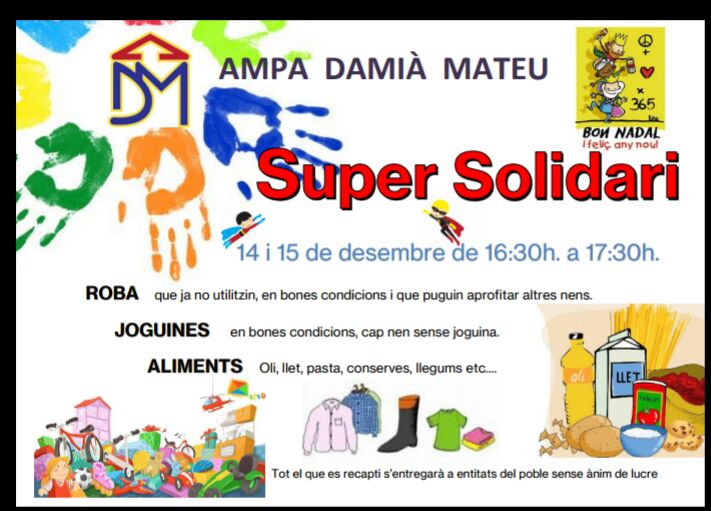 DM
AMPA DAMIÀ MATEU
+
x
365
BON NADAL
i feliç any nou!
Super Solidari
14 i 15 de desembre de 16:30h. a 17:30h.
ROBA que ja no utilitzin, en bones condicions i que puguin aprofitar altres nens.
JOGUINES en bones condicions, cap nen sense joguina.
ALIMENTS Oli, llet, pasta, conserves, llegums etc....
oli
LLET
Tot el que es recapti s'entregarà a entitats del poble sense ànim de lucre